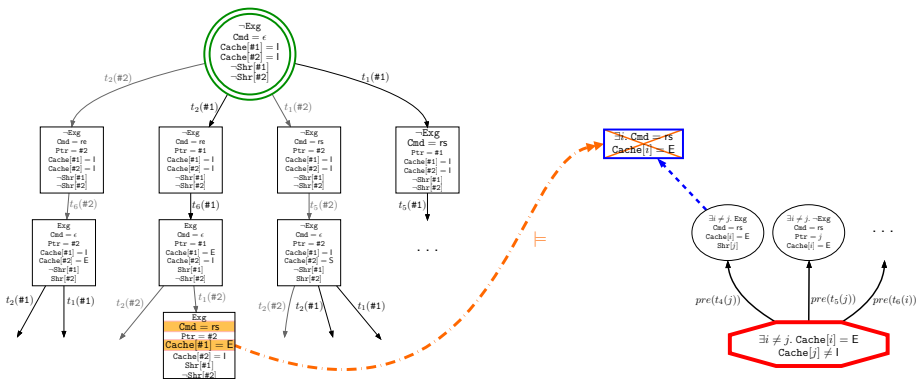 ¬Exg
Cmd = ϵ
Cache[#1] = I
Cache[#2] = I
¬Shr[#1]
¬Shr[#2]
t₂(#2)
t₂(#1)
t₁(#2)
t₁(#1)
¬Exg
Cmd = re
Ptr = #2
Cache[#1] = I
Cache[#2] = I
¬Shr[#1]
¬Shr[#2]
¬Exg
Cmd = re
Ptr = #1
Cache[#1] = I
Cache[#2] = I
¬Shr[#1]
¬Shr[#2]
¬Exg
Cmd = rs
Ptr = #2
Cache[#1] = I
Cache[#2] = I
¬Shr[#1]
¬Shr[#2]
¬Exg
Cmd = rs
Ptr = #1
Cache[#1] = I
Cache[#2] = I
¬Shr[#1]
¬Shr[#2]
t₆(#2)
t₆(#1)
t₅(#2)
t₅(#1)
Exg
Cmd = ϵ
Ptr = #2
Cache[#1] = I
Cache[#2] = E
¬Shr[#1]
Shr[#2]
Exg
Cmd = ϵ
Ptr = #1
Cache[#1] = E
Cache[#2] = I
Shr[#1]
¬Shr[#2]
¬Exg
Cmd = ϵ
Ptr = #2
Cache[#1] = I
Cache[#2] = S
¬Shr[#1]
Shr[#2]
. . .
t₂(#1)
t₁(#1)
t₂(#2)
t₁(#2)
t₂(#2)
t₂(#1)
t₁(#1)
Exg
Cmd = rs
Ptr = #2
Cache[#1] = E
Cache[#2] = I
Shr[#1]
¬Shr[#2]
⊨
∃i. Cmd = rs
Cache[i] = E
∃i ≠ j. Exg
Cmd = rs
Cache[i] = E
Shr[j]
∃i ≠ j. ¬Exg
Cmd = rs
Ptr = j
Cache[i] = E
. . .
pre(t₄(j))
pre(t₅(j))
pre(t₆(i))
∃i ≠ j. Cache[i] = E
Cache[j] ≠ I